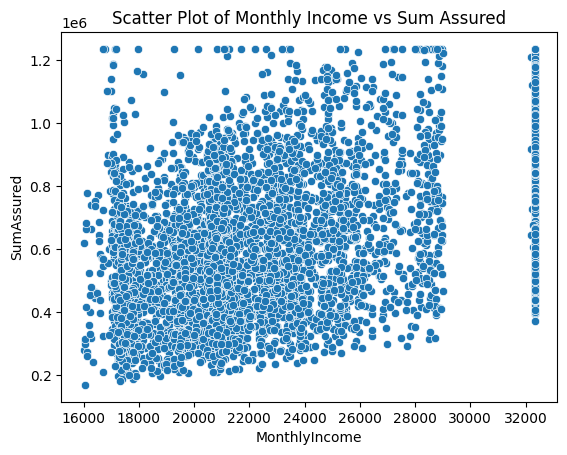 Scatter Plot of Monthly Income vs Sum Assured
1e6
1.2
1.0
0.8
0.6
0.4
0.2
SumAssured
16000 18000 20000 22000 24000 26000 28000 30000 32000
MonthlyIncome